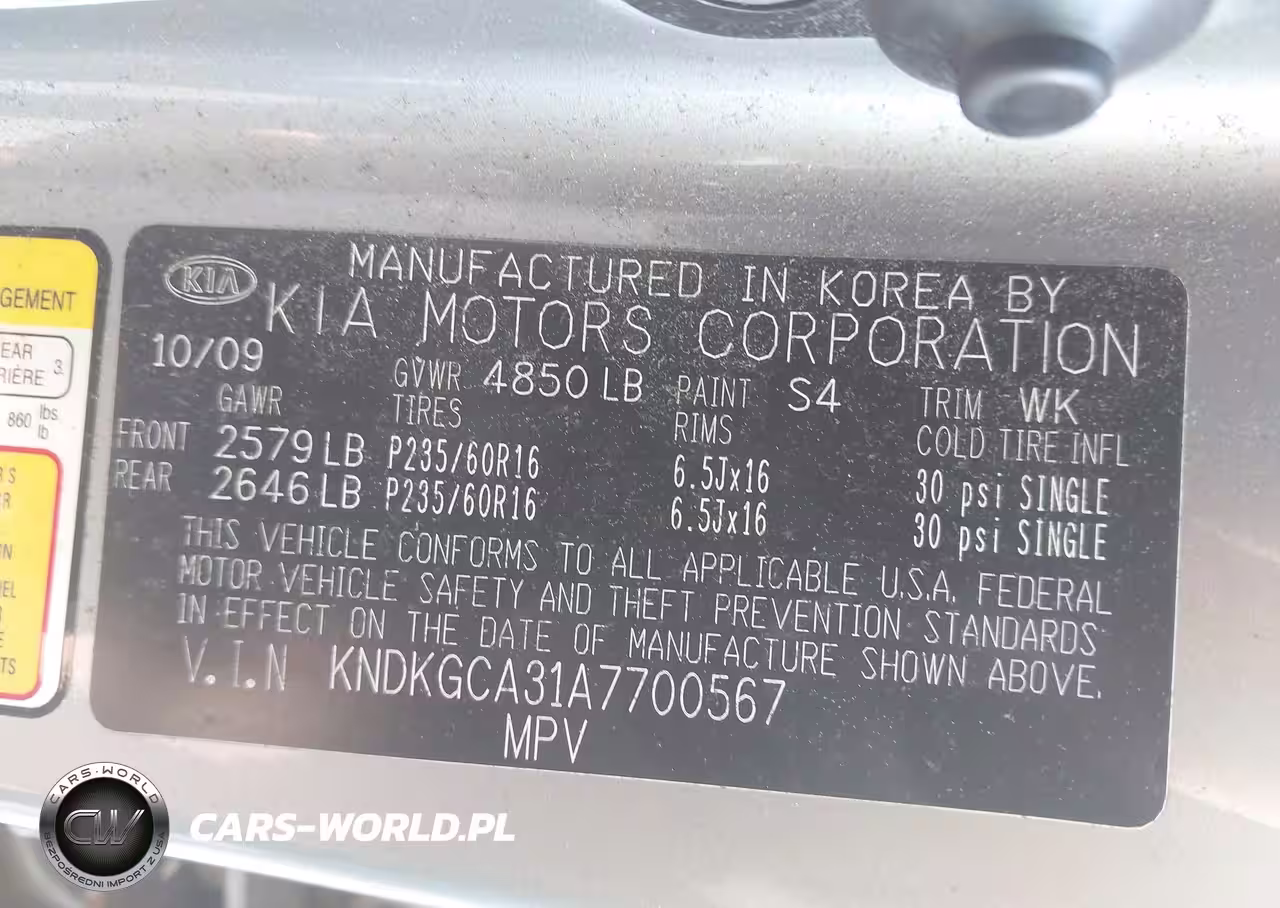 GEMENT
EAR
RIÈRE
3
860 lbs
lb
KIA
MANUFACTURED IN KOREA BY
KIA MOTORS CORPORATION
10/09
GVWR 4850 LB PAINT S4 TRIM WK
GAWR TIRES RIMS COLD TIRE INFL
FRONT 2579 LB P235/60R16 6.5Jx16 30 psi SINGLE
REAR 2646 LB P235/60R16 6.5Jx16 30 psi SINGLE
THIS VEHICLE CONFORMS TO ALL APPLICABLE U.S.A. FEDERAL
MOTOR VEHICLE SAFETY AND THEFT PREVENTION STANDARDS
IN EFFECT ON THE DATE OF MANUFACTURE SHOWN ABOVE.
V.I.N KNDKGCA31A7700567
MPV
CARS-WORLD
CW
BEZPOŚREDNI IMPORT Z USA
CARS-WORLD.PL